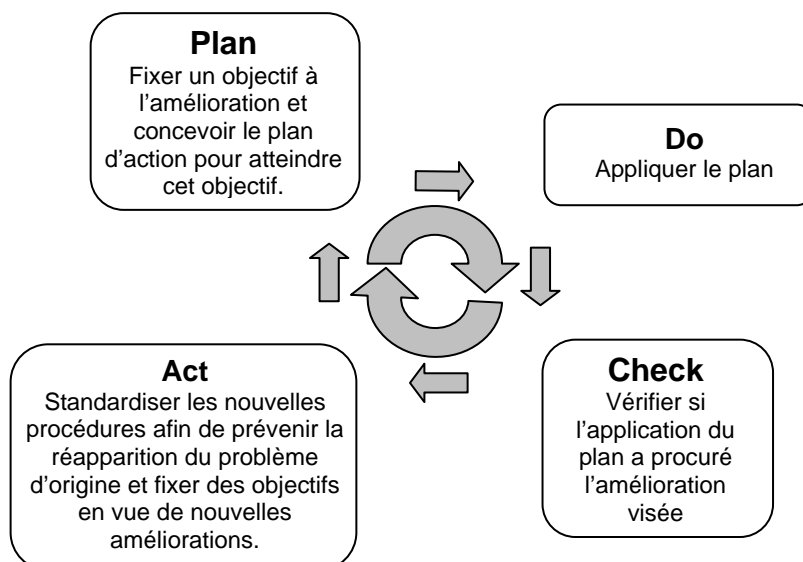 Plan
Fixer un objectif à
l’amélioration et
concevoir le plan
d’action pour atteindre
cet objectif.
Do
Appliquer le plan
Check
Vérifier si
l’application du
plan a procuré
l’amélioration
visée
Act
Standardiser les nouvelles
procédures afin de prévenir la
réapparition du problème
d’origine et fixer des objectifs
en vue de nouvelles
améliorations.